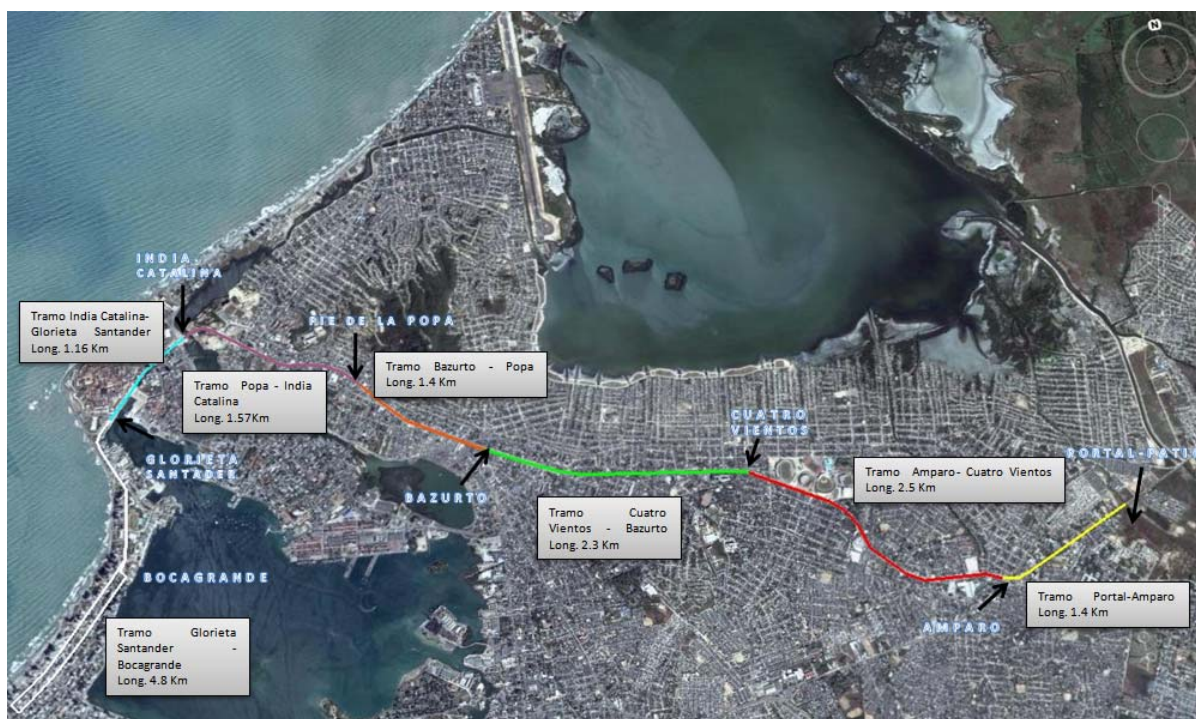 N
INDIA
CATALINA
Tramo India Catalina-
Glorieta Santander
Long. 1.16 Km
PIE DE LA POPA
Tramo Bazurto - Popa
Long. 1.4 Km
Tramo Popa - India
Catalina
Long. 1.57Km
GLORIETA
SANTADER
CUATRO
VIENTOS
PORTAL-PATIO
Tramo Amparo- Cuatro Vientos
Long. 2.5 Km
BAZURTO
Tramo Cuatro
Vientos - Bazurto
Long. 2.3 Km
BOCAGRANDE
Tramo Portal-Amparo
Long. 1.4 Km
AMPARO
Tramo Glorieta
Santander -
Bocagrande
Long. 4.8 Km